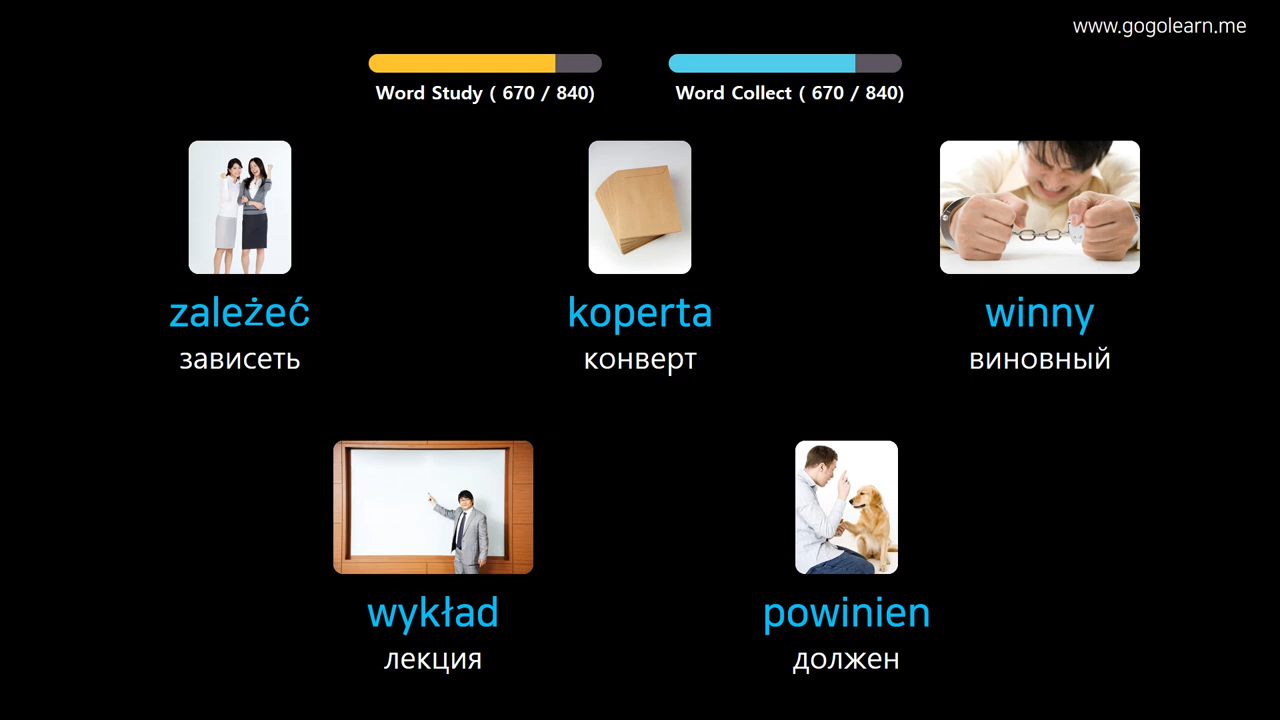 www.gogolearn.me
Word Study ( 670 / 840)
Word Collect ( 670 / 840)
zależeć
зависеть
koperta
конверт
winny
виновный
wykład
лекция
powinien
должен